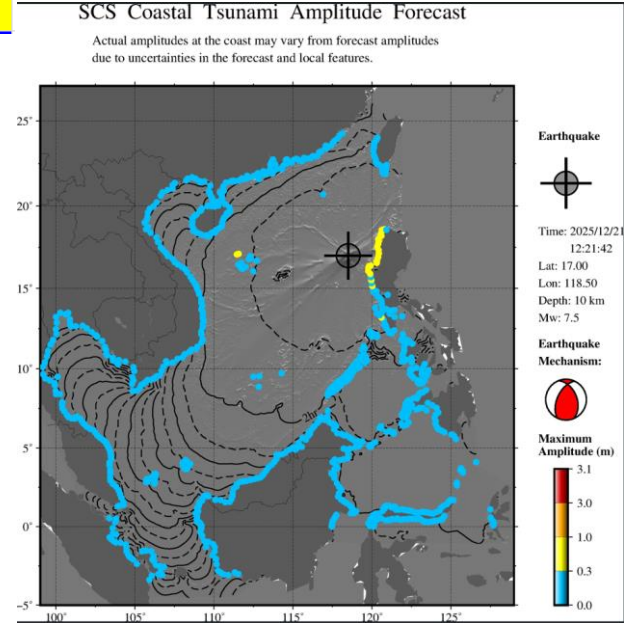 SCS Coastal Tsunami Amplitude Forecast
Actual amplitudes at the coast may vary from forecast amplitudes
due to uncertainties in the forecast and local features.
25°
20°
15°
10°
5°
0°
−5°
100°
105°
110°
115°
120°
125°
Earthquake
Time: 2025/12/21
12:21:42
Lat: 17.00
Lon: 118.50
Depth: 10 km
Mw: 7.5
Earthquake
Mechanism:
Maximum
Amplitude (m)
3.1
3.0
1.0
0.3
0.0